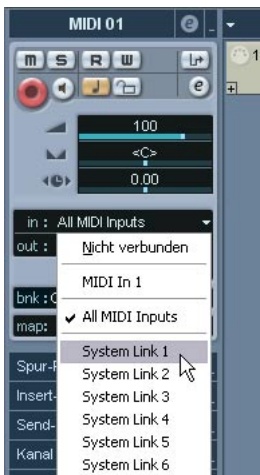 MIDI 01
M S R W
e
100
<C>
0.00
in : All MIDI Inputs
out :
Nicht verbunden
MIDI In 1
bnk :
✓ All MIDI Inputs
map:
System Link 1
System Link 2
Insert-
System Link 3
Send-
System Link 4
System Link 5
Kanal
System Link 6